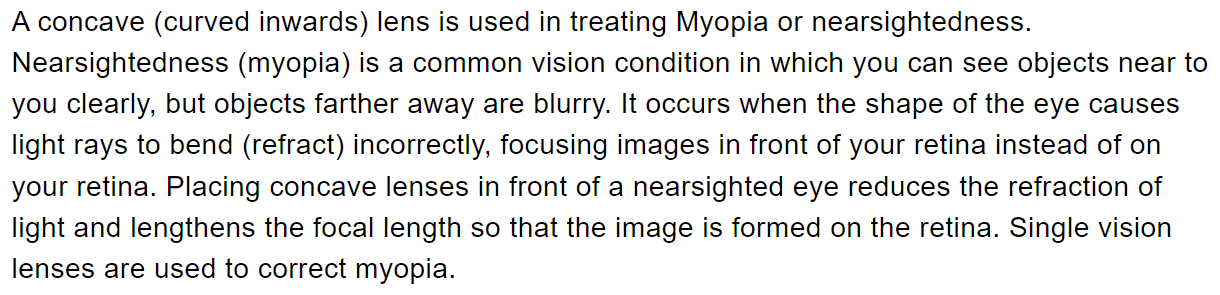 A concave (curved inwards) lens is used in treating Myopia or nearsightedness.
Nearsightedness (myopia) is a common vision condition in which you can see objects near to
you clearly, but objects farther away are blurry. It occurs when the shape of the eye causes
light rays to bend (refract) incorrectly, focusing images in front of your retina instead of on
your retina. Placing concave lenses in front of a nearsighted eye reduces the refraction of
light and lengthens the focal length so that the image is formed on the retina. Single vision
lenses are used to correct myopia.